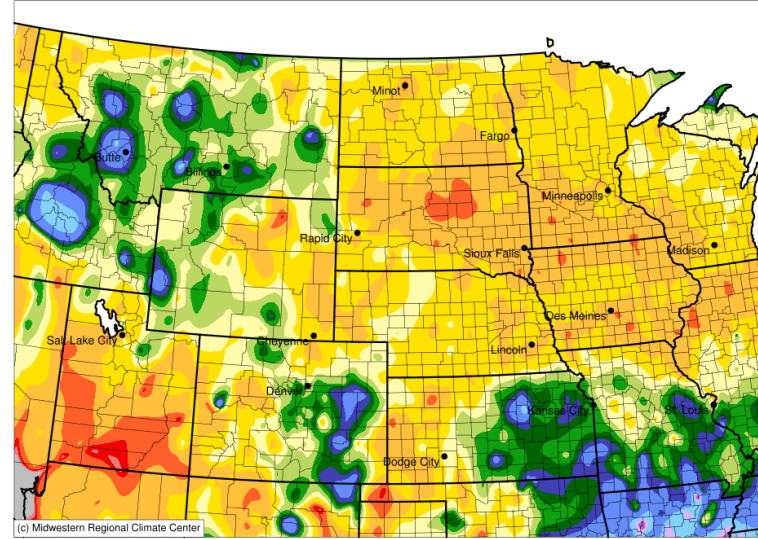 Minot
Fargo
Butte
Billings
Minneapolis
Rapid City
Sioux Falls
Madison
Des Moines
Salt Lake City
Cheyenne
Lincoln
Denver
Kansas City
St. Louis
Dodge City
(c) Midwestern Regional Climate Center